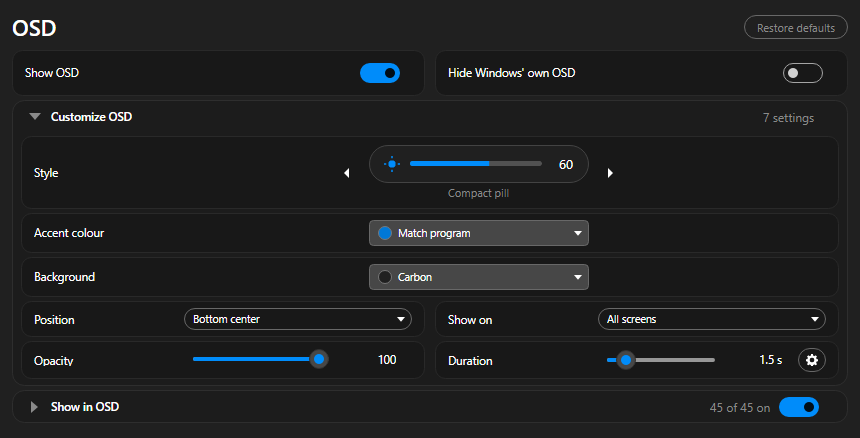 OSD
Restore defaults
Show OSD
Hide Windows' own OSD
Customize OSD
7 settings
Style
60
Compact pill
Accent colour
Match program
Background
Carbon
Position
Bottom center
Show on
All screens
Opacity
100
Duration
1.5 s
Show in OSD
45 of 45 on